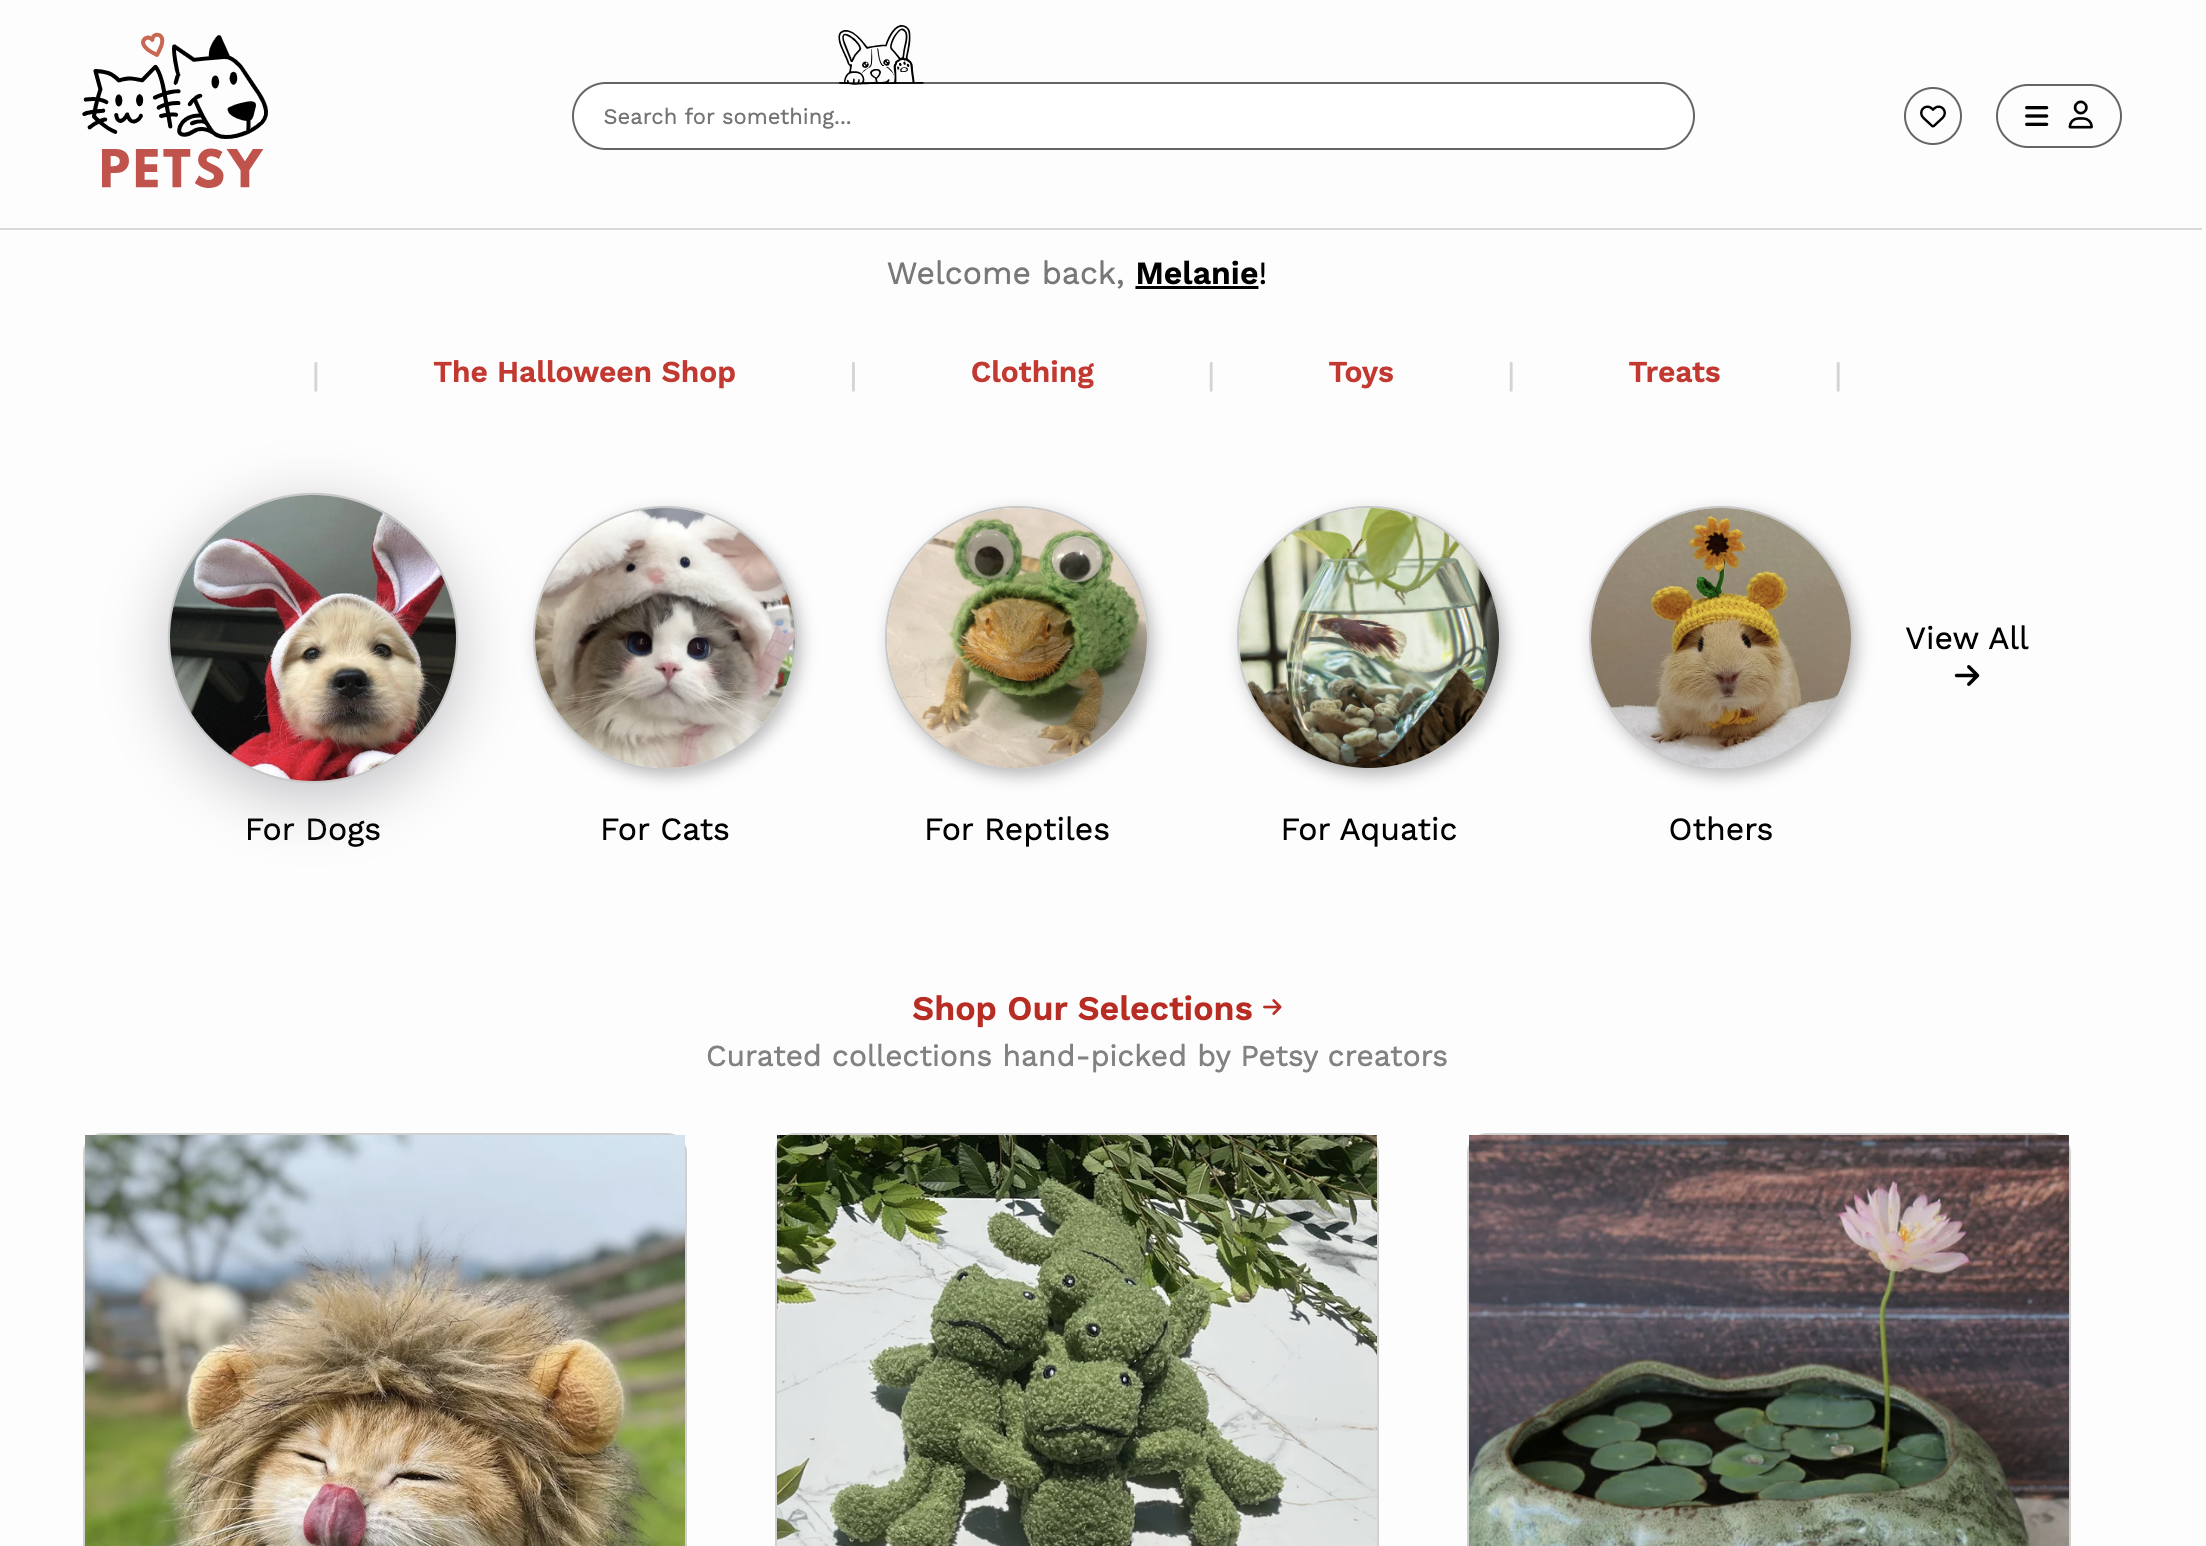 PETSY
Search for something...
Welcome back, Melanie!
The Halloween Shop
Clothing
Toys
Treats
View All
For Dogs
For Cats
For Reptiles
For Aquatic
Others
Shop Our Selections
Curated collections hand-picked by Petsy creators